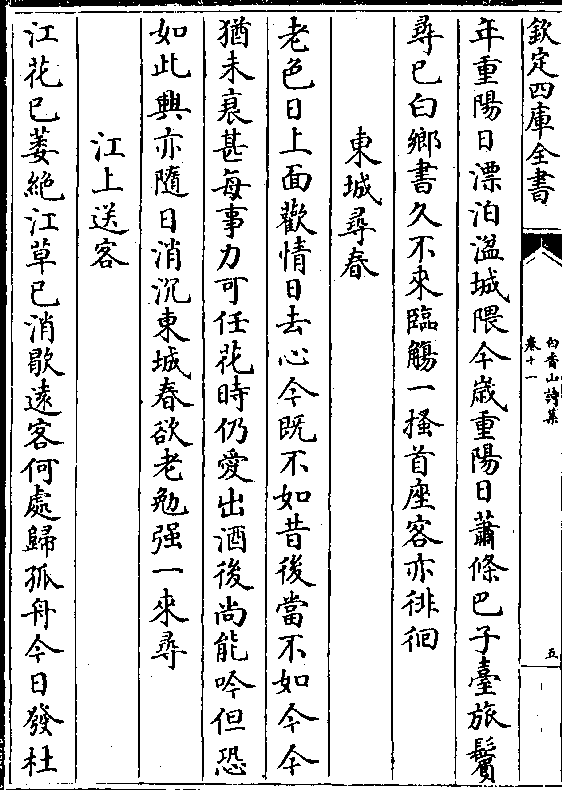 欽定四庫全書
白香山詩集
卷十一
五
年重陽日漂泊湓城隈今歲重陽日蕭條巴子臺旅鬢
尋已白鄉書久不來臨觴一搔首座客亦徘徊
東城尋春
老色日上面歡情日去心今既不如昔後當不如今今
猶未衰甚每事力可任花時仍愛出酒後尚能吟但恐
如此興亦隨日消沉東城春欲老勉强一來尋
江上送客
江花已萎絶江草已消歇遠客何處歸孤舟今日發杜